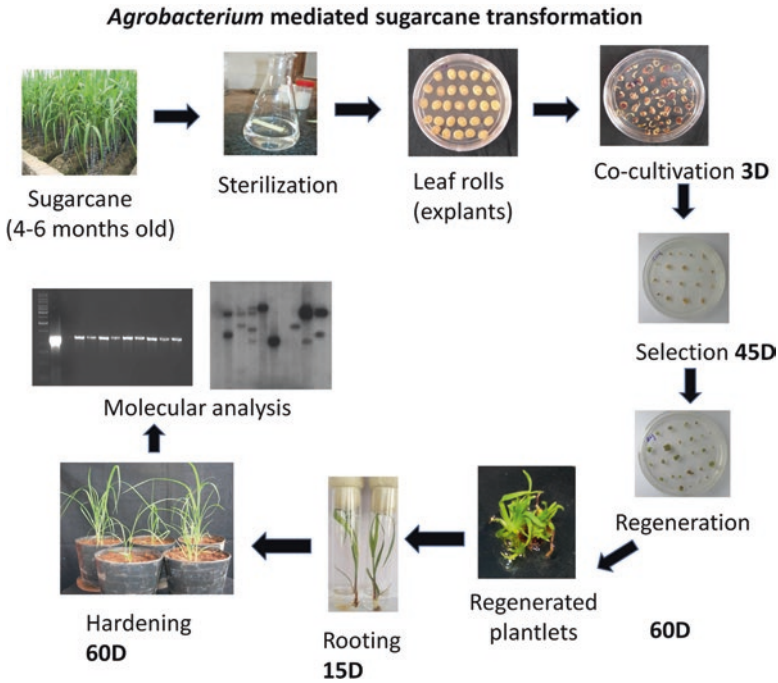 Agrobacterium mediated sugarcane transformation
Sugarcane
(4-6 months old)
Sterilization
Leaf rolls
(explants)
Co-cultivation 3D
Selection 45D
Regeneration
60D
Regenerated
plantlets
Rooting
15D
Hardening
60D
Molecular analysis